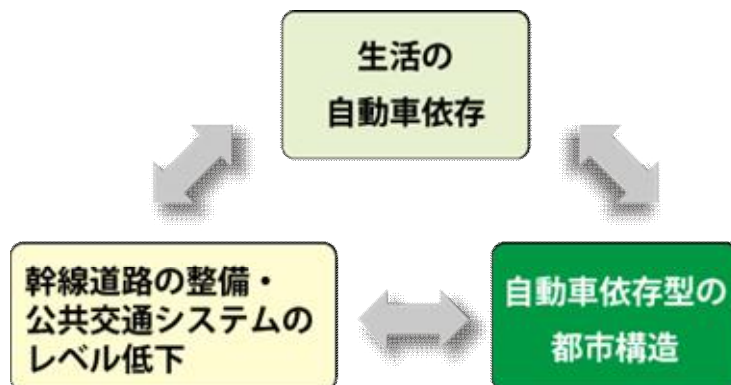 生活の
自動車依存
幹線道路の整備・
公共交通システムの
レベル低下
自動車依存型の
都市構造